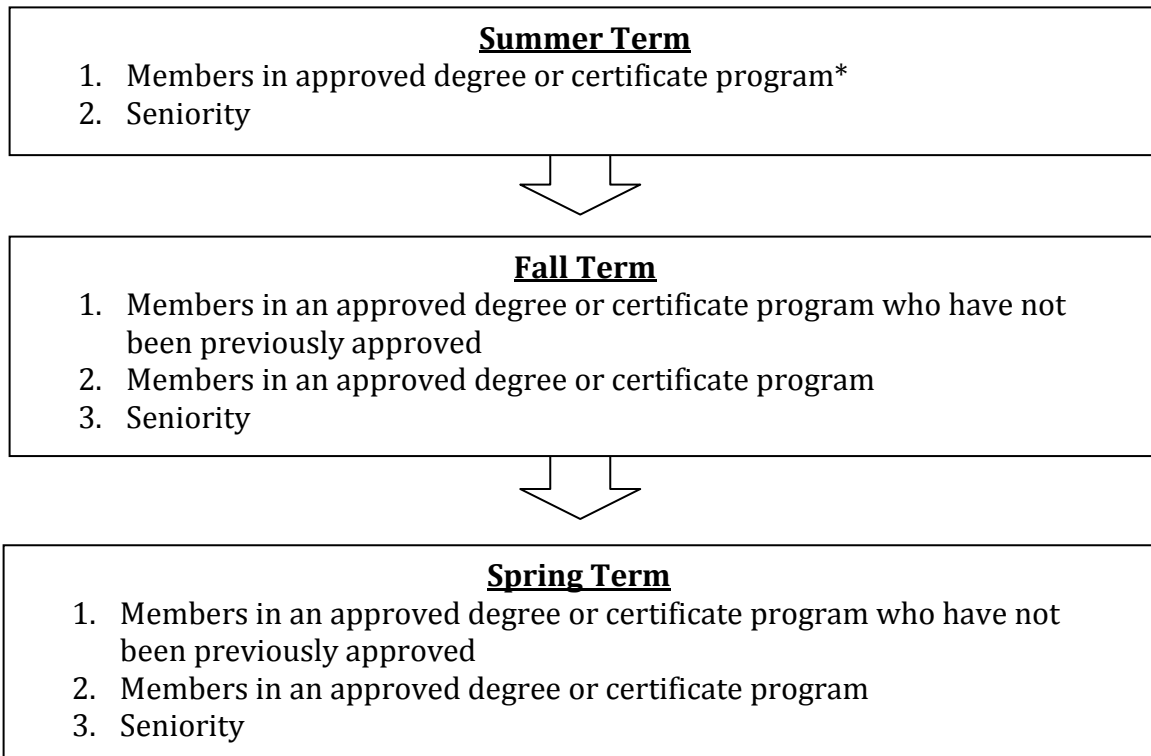 Summer Term
1. Members in approved degree or certificate program*
2. Seniority
Fall Term
1. Members in an approved degree or certificate program who have not
been previously approved
2. Members in an approved degree or certificate program
3. Seniority
Spring Term
1. Members in an approved degree or certificate program who have not
been previously approved
2. Members in an approved degree or certificate program
3. Seniority